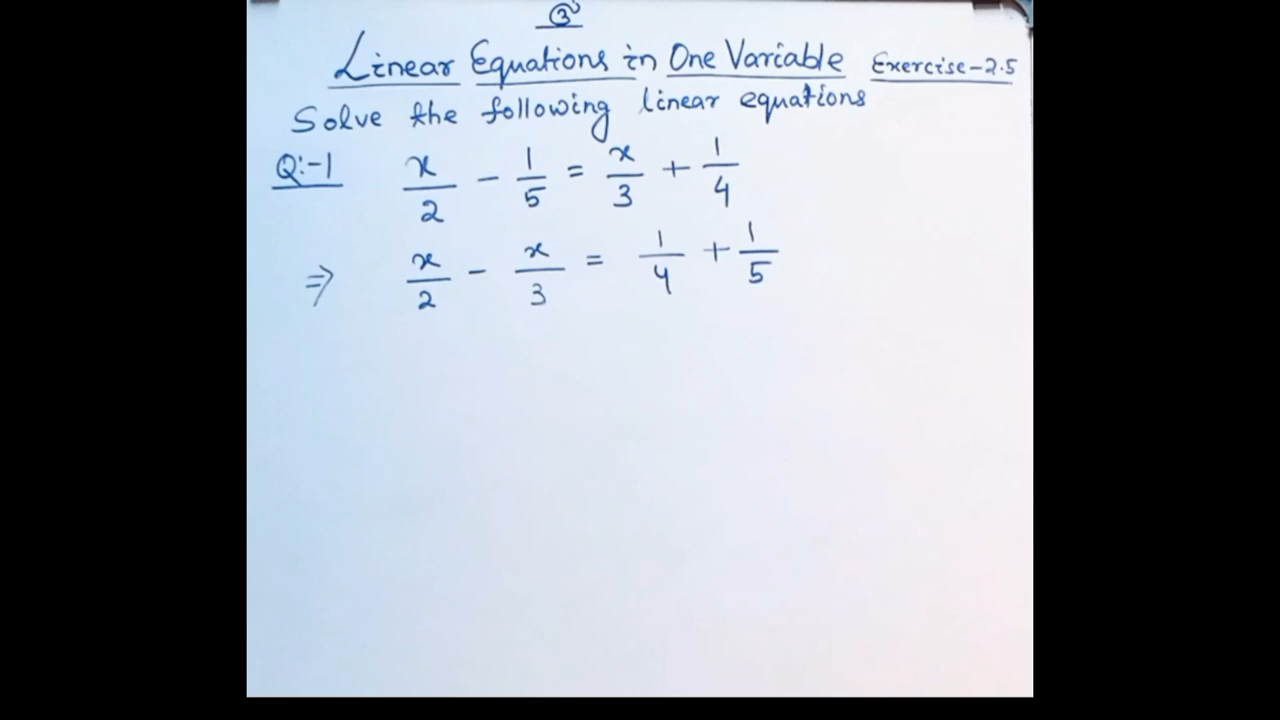 3
Linear Equations in One Variable Exercise-2.5
Solve the following linear equations
Q:-1 x/2 - 1/5 = x/3 + 1/4
⇒ x/2 - x/3 = 1/4 + 1/5